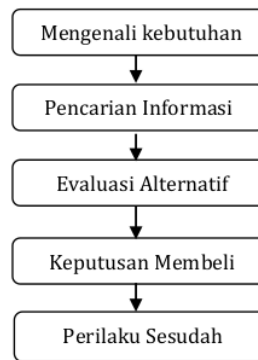 Mengenali kebutuhan
Pencarian Informasi
Evaluasi Alternatif
Keputusan Membeli
Perilaku Sesudah